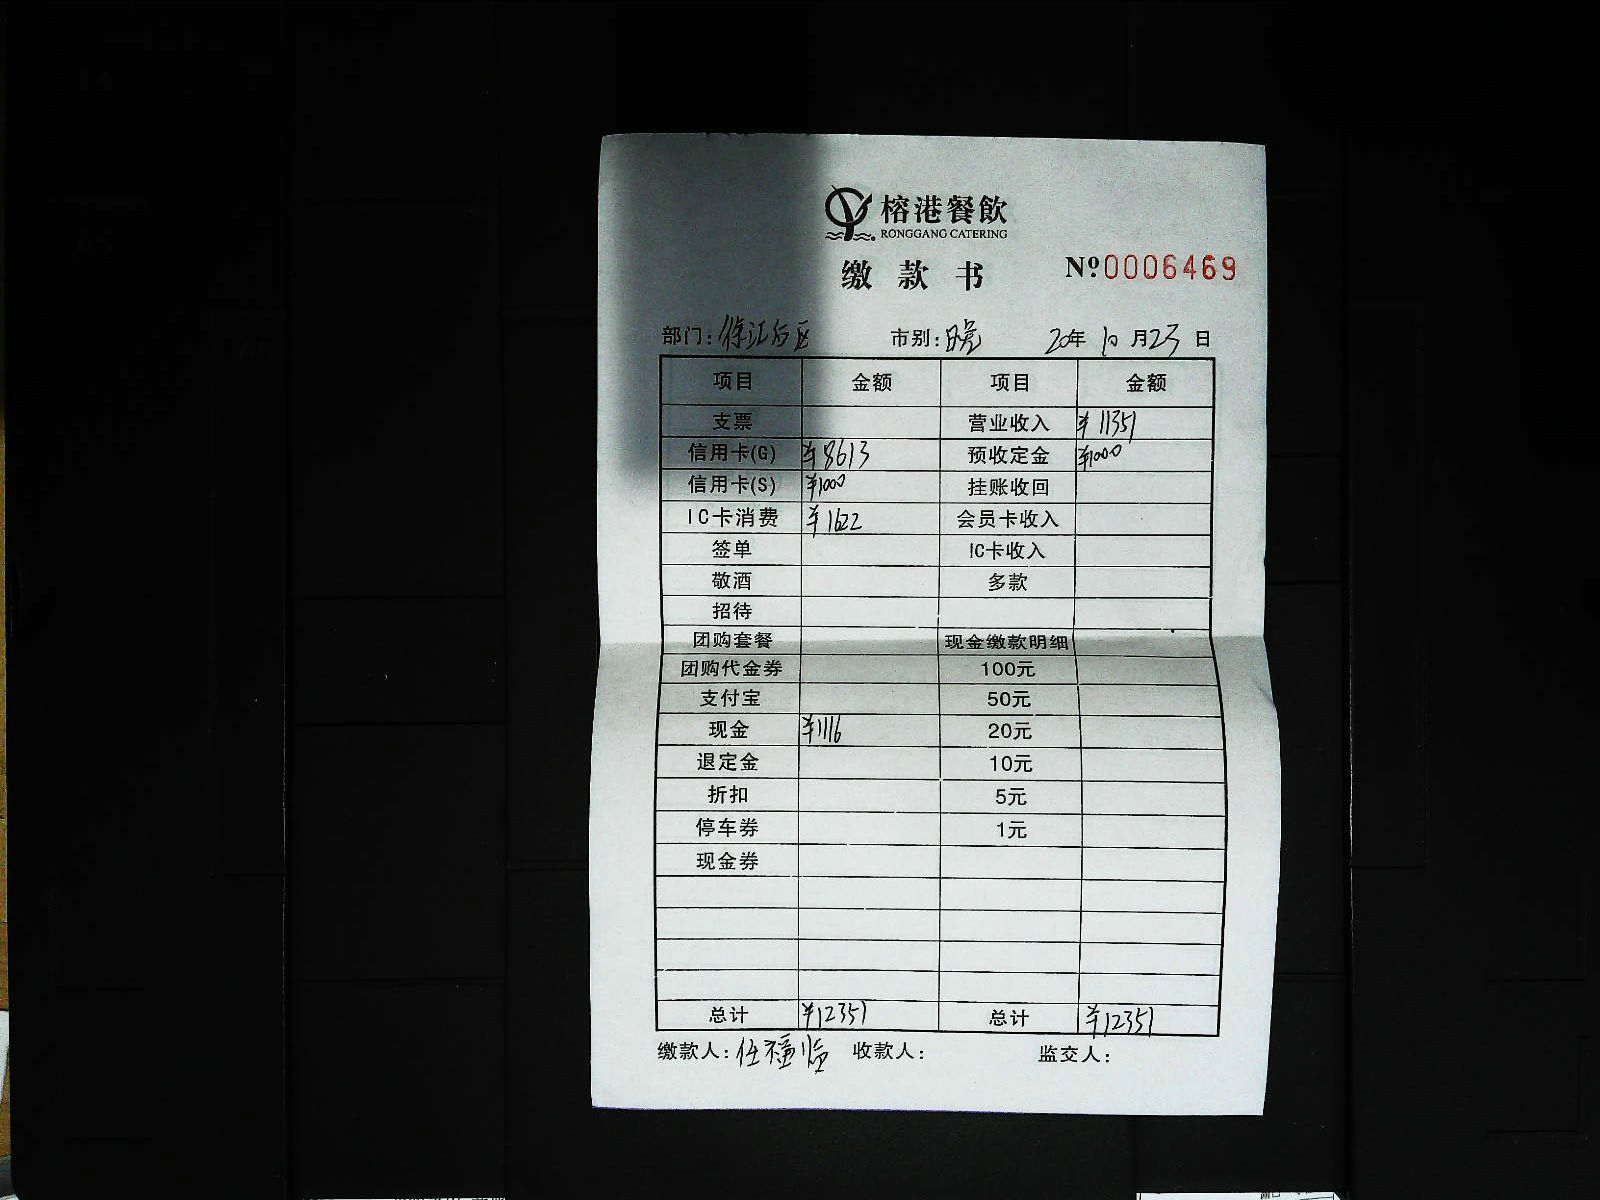 榕港餐飲
RONGGANG CATERING
缴款书
Nº0006469
部门: 市别:晚 20年10月23日
项目 金额 项目 金额
支票 营业收入 ¥11351
信用卡(G) ¥8613 预收定金 ¥1000
信用卡(S) ¥1000 挂账收回
IC卡消费 ¥1622 会员卡收入
签单 IC卡收入
敬酒 多款
招待
团购套餐 现金缴款明细
团购代金券 100元
支付宝 50元
现金 ¥1116 20元
退定金 10元
折扣 5元
停车券 1元
现金券
总计 ¥12351 总计 ¥12351
缴款人:任 收款人: 监交人: